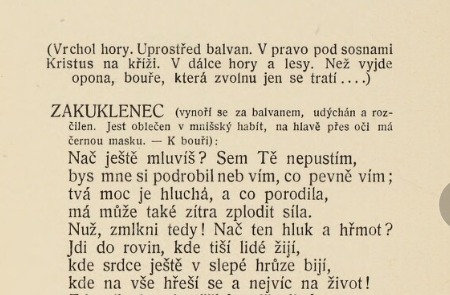 (Vrchol hory. Uprostřed balvan. V pravo pod sosnami
Kristus na kříži. V dálce hory a lesy. Než vyjde
opona, bouře, která zvolnu jen se tratí . . . .)
ZAKUKLENEC (vynoří se za balvanem, udýchán a roz-
čilen. Jest oblečen v mnišský habit, na hlavě přes oči má
černou masku. — K bouři):
Nač ještě mluvíš? Sem Tě nepustím,
bys mne si podrobil neb vím, co pevně vím;
tvá moc je hluchá, a co porodila,
má může také zítra zplodit síla.
Nuž, zmlkni tedy! Nač ten hluk a hřmot?
Jdi do rovin, kde tiší lidé žijí,
kde srdce ještě v slepé hrůze bijí,
kde na vše hřeší se a nejvíc na život!